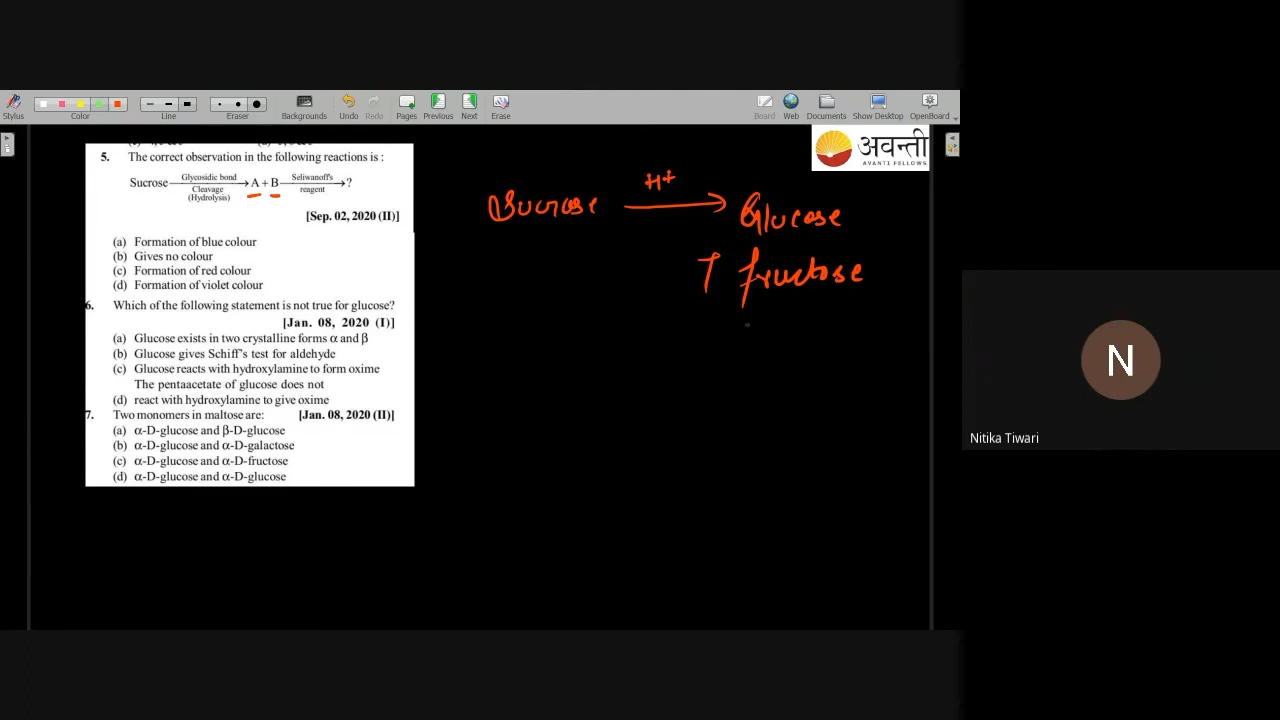 Stylus
Color
Line
Eraser
Backgrounds
Undo
Redo
Pages
Previous
Next
Erase
Board
Web
Documents
Show Desktop
OpenBoard
अवन्ती
AVANTI FELLOWS
5. The correct observation in the following reactions is :
Sucrose Glycosidic bond Cleavage (Hydrolysis) → A + B Seliwanoff's reagent → ?
[Sep. 02, 2020 (II)]
(a) Formation of blue colour
(b) Gives no colour
(c) Formation of red colour
(d) Formation of violet colour
6. Which of the following statement is not true for glucose?
[Jan. 08, 2020 (I)]
(a) Glucose exists in two crystalline forms α and β
(b) Glucose gives Schiff's test for aldehyde
(c) Glucose reacts with hydroxylamine to form oxime
The pentaacetate of glucose does not
(d) react with hydroxylamine to give oxime
7. Two monomers in maltose are: [Jan. 08, 2020 (II)]
(a) α-D-glucose and β-D-glucose
(b) α-D-glucose and α-D-galactose
(c) α-D-glucose and α-D-fructose
(d) α-D-glucose and α-D-glucose
Sucrose H+ → Glucose
fructose
N
Nitika Tiwari